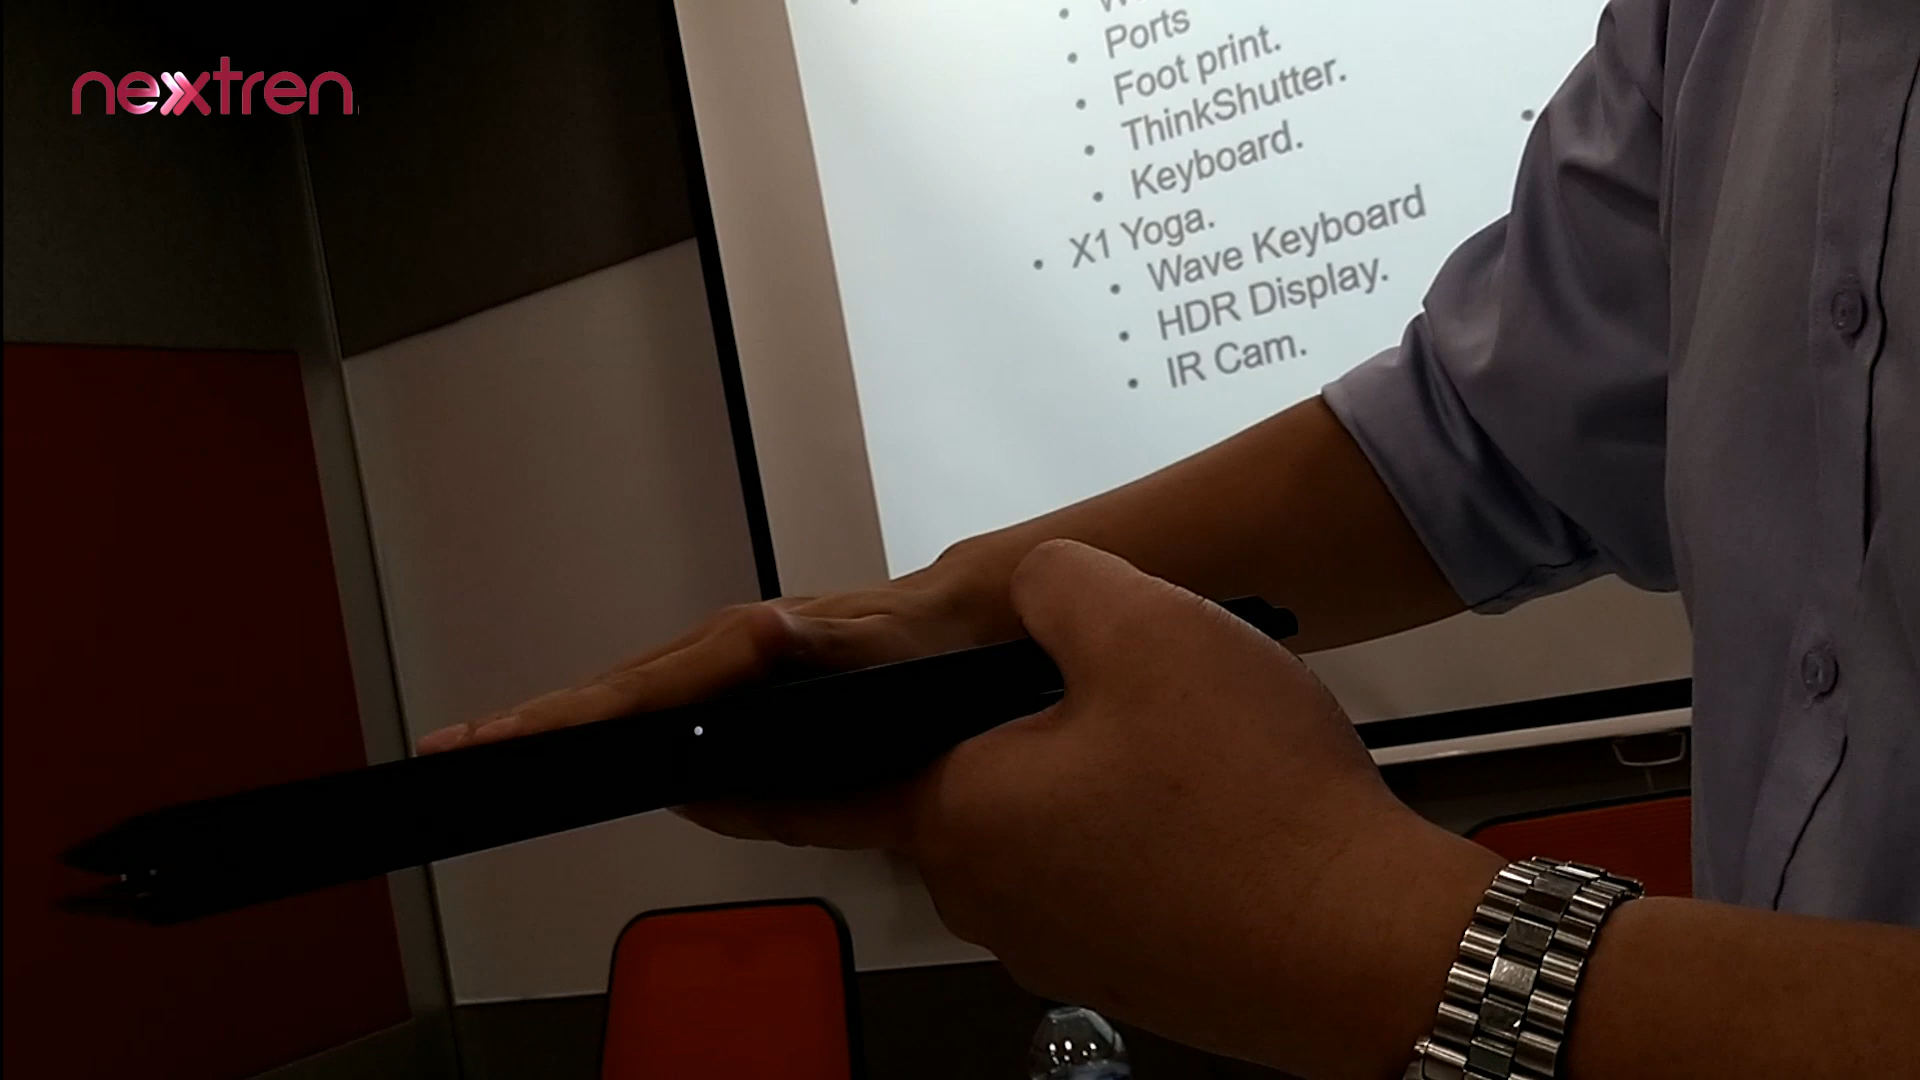 nextren
Ports
Foot print.
ThinkShutter.
Keyboard.
X1 Yoga.
Wave Keyboard
HDR Display.
IR Cam.